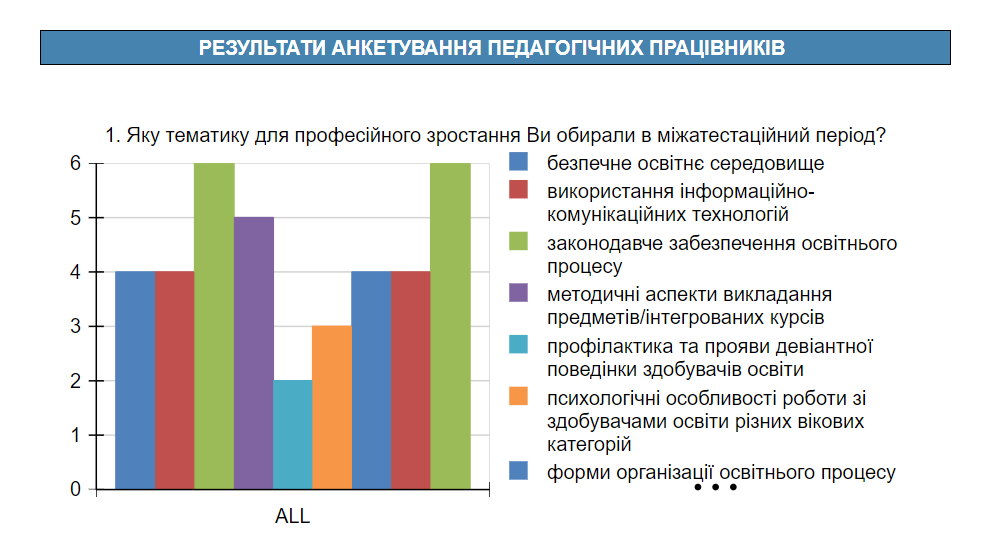 РЕЗУЛЬТАТИ АНКЕТУВАННЯ ПЕДАГОГІЧНИХ ПРАЦІВНИКІВ
1. Яку тематику для професійного зростання Ви обирали в міжатестаційний період?
6
5
4
3
2
1
0
ALL
безпечне освітнє середовище
використання інформаційно-
комунікаційних технологій
законодавче забезпечення освітнього
процесу
методичні аспекти викладання
предметів/інтегрованих курсів
профілактика та прояви девіантної
поведінки здобувачів освіти
психологічні особливості роботи зі
здобувачами освіти різних вікових
категорій
форми організації освітнього процесу
...